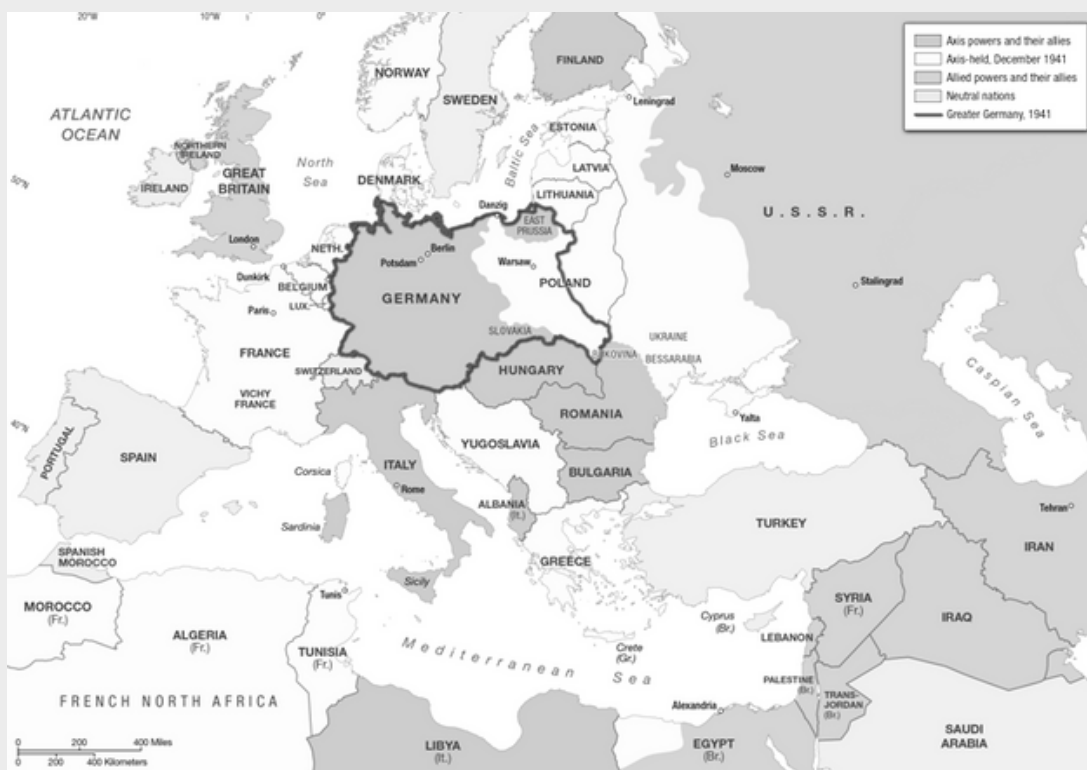 20°W
10°W
0°
Axis powers and their allies
Axis-held, December 1941
Allied powers and their allies
Neutral nations
Greater Germany, 1941
NORWAY
FINLAND
SWEDEN
Leningrad
ATLANTIC
OCEAN
ESTONIA
Baltic Sea
NORTHERN
IRELAND
North
Sea
LATVIA
Moscow
50°N
GREAT
BRITAIN
IRELAND
DENMARK
LITHUANIA
Danzig
EAST
PRUSSIA
U.S.S.R.
London
NETH.
Berlin
Potsdam
Warsaw
Dunkirk
BELGIUM
POLAND
Stalingrad
GERMANY
LUX.
Paris
SLOVAKIA
UKRAINE
FRANCE
BUKOVINA
BESSARABIA
SWITZERLAND
HUNGARY
Caspian Sea
VICHY
FRANCE
ROMANIA
40°N
Yalta
Black Sea
PORTUGAL
SPAIN
YUGOSLAVIA
ITALY
Corsica
BULGARIA
Rome
ALBANIA
(It.)
Tehran
Sardinia
TURKEY
IRAN
SPANISH
MOROCCO
GREECE
Sicily
Tunis
SYRIA
(Fr.)
MOROCCO
(Fr.)
Cyprus
(Br.)
IRAQ
ALGERIA
(Fr.)
LEBANON
TUNISIA
(Fr.)
Mediterranean Sea
Crete
(Gr.)
PALESTINE
(Br.)
TRANS-
JORDAN
(Br.)
FRENCH NORTH AFRICA
Alexandria
SAUDI
ARABIA
0 200 400 Miles
0 200 400 Kilometers
LIBYA
(It.)
EGYPT
(Br.)